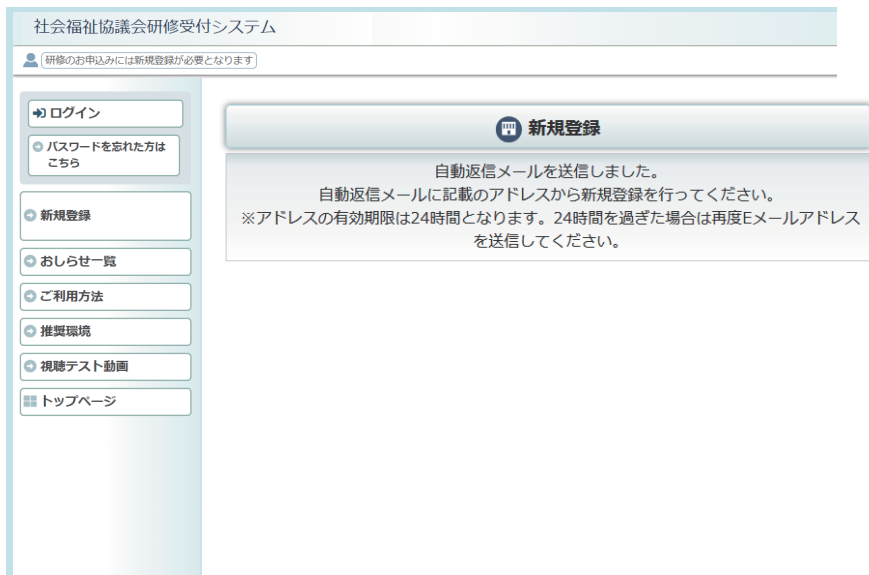 社会福祉協議会研修受付システム
研修のお申込みには新規登録が必要となります
ログイン
パスワードを忘れた方は
こちら
新規登録
おしらせ一覧
ご利用方法
推奨環境
視聴テスト動画
トップページ
新規登録
自動返信メールを送信しました。
自動返信メールに記載のアドレスから新規登録を行ってください。
※アドレスの有効期限は24時間となります。24時間を過ぎた場合は再度Eメールアドレス
を送信してください。